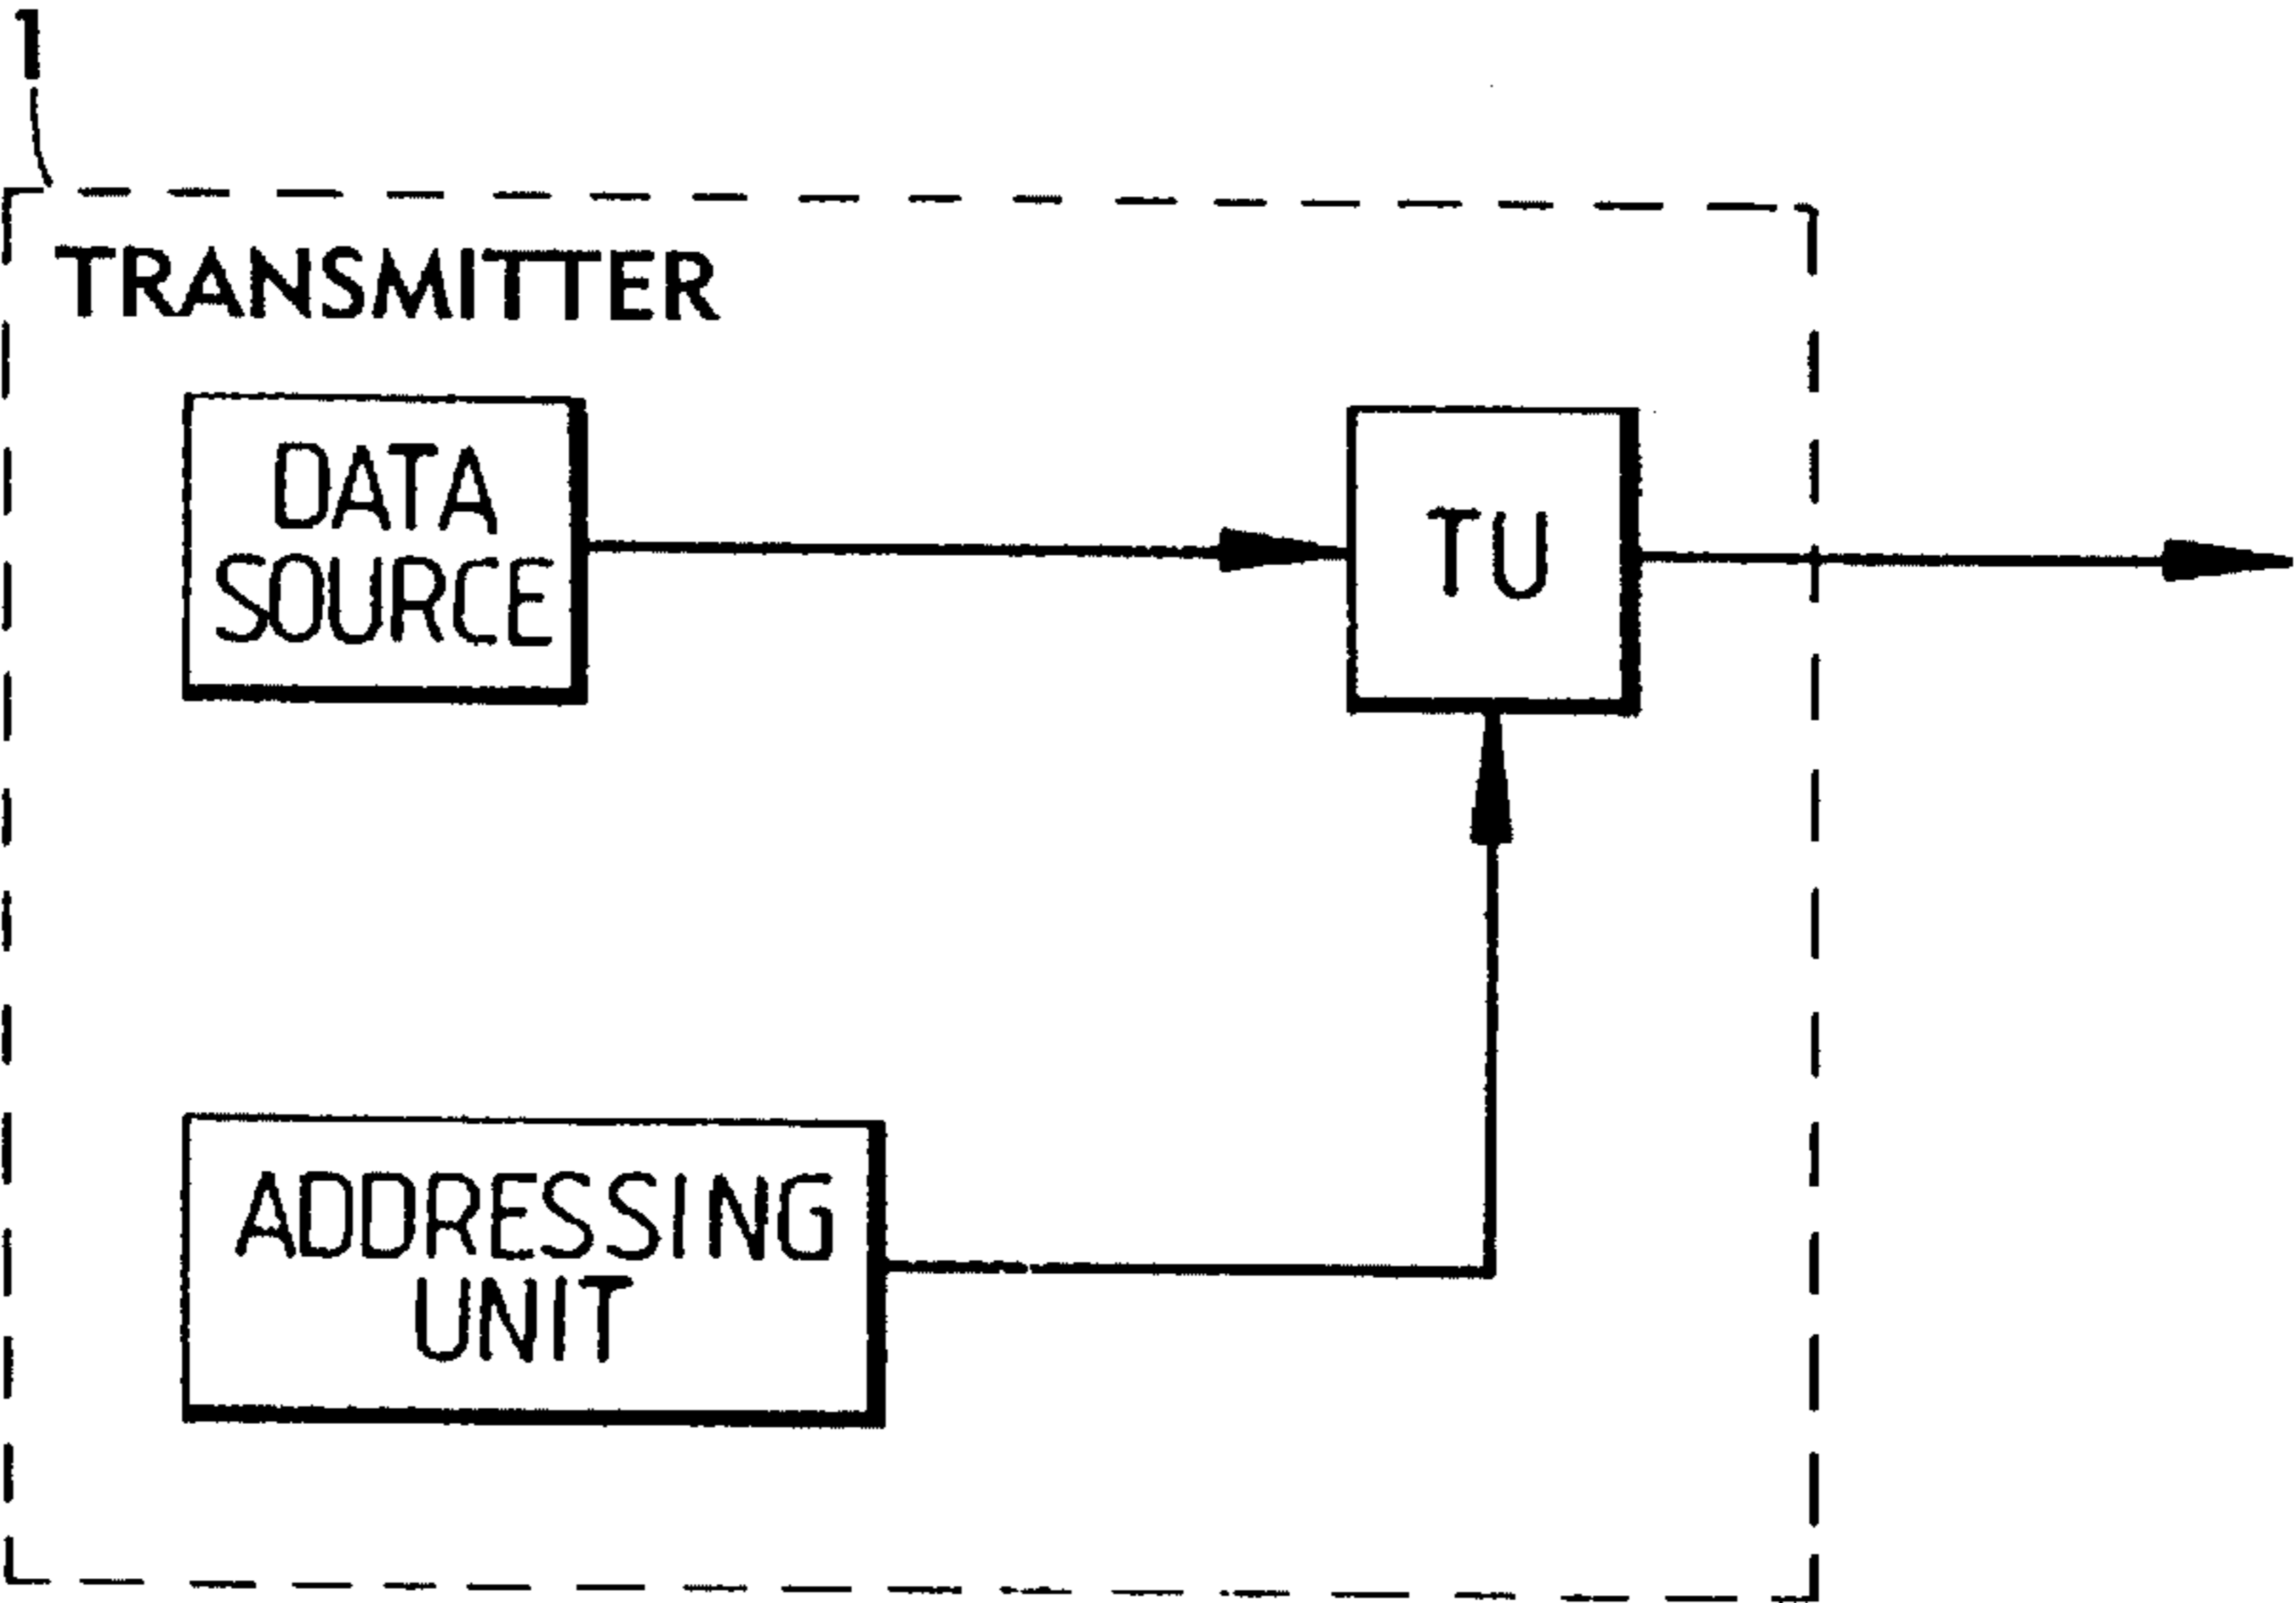 1
TRANSMITTER
DATA
SOURCE
TU
ADDRESSING
UNIT